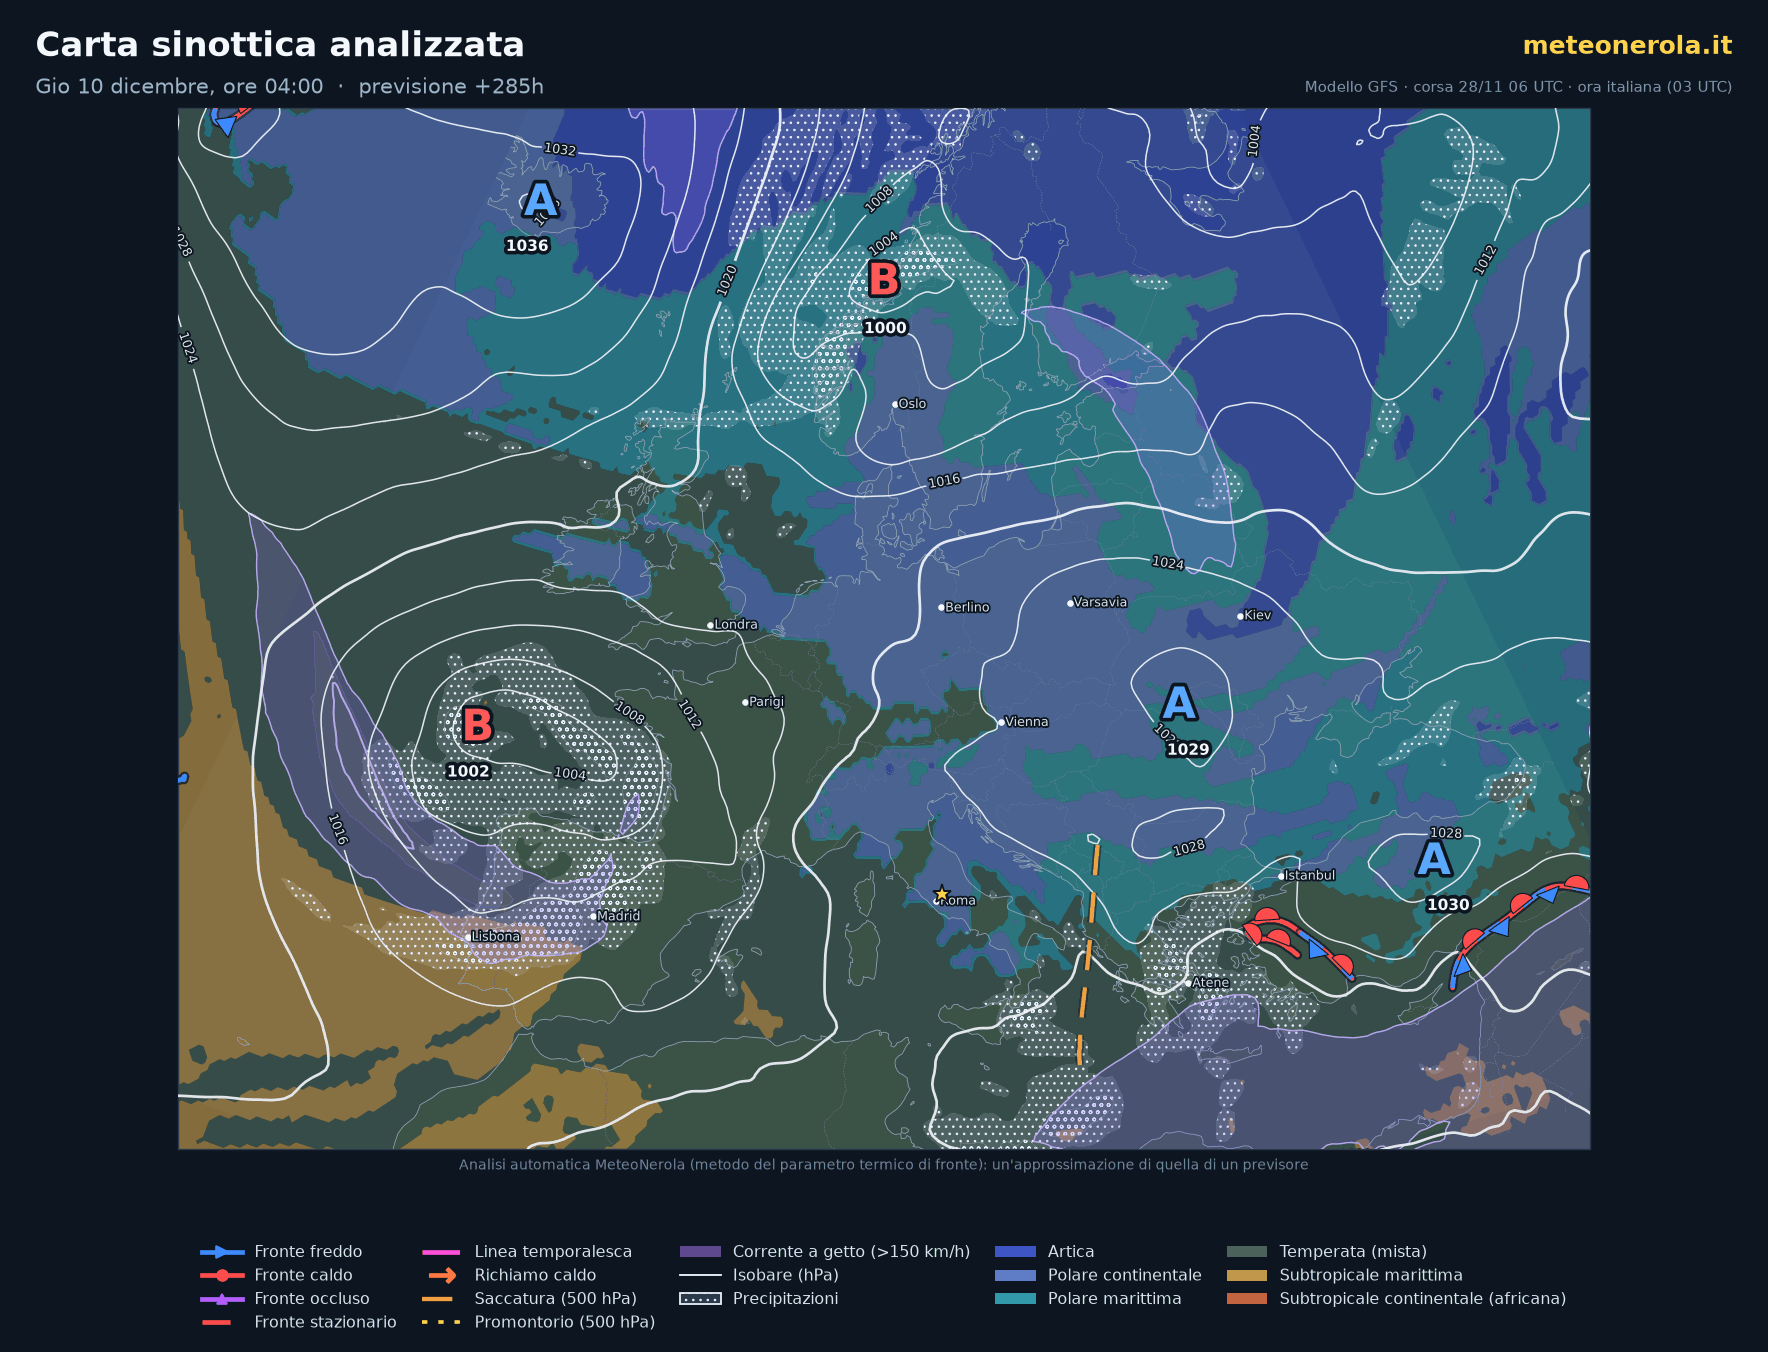 Carta sinottica analizzata
meteonerola.it
Gio 10 dicembre, ore 04:00 · previsione +285h
Modello GFS · corsa 28/11 06 UTC · ora italiana (03 UTC)
1032
1004
A
1036
1008
1028
1004
1012
B
1020
1000
1024
Oslo
1016
1024
Berlino
Varsavia
Kiev
Londra
Parigi
A
1008
1012
B
Vienna
1029
1002
1004
1016
1028
1028
A
Istanbul
Roma
1030
Madrid
Lisbona
Atene
Analisi automatica MeteoNerola (metodo del parametro termico di fronte): un'approssimazione di quella di un previsore
Fronte freddo
Linea temporalesca
Corrente a getto (>150 km/h)
Artica
Temperata (mista)
Fronte caldo
Richiamo caldo
Isobare (hPa)
Polare continentale
Subtropicale marittima
Fronte occluso
Saccatura (500 hPa)
Precipitazioni
Polare marittima
Subtropicale continentale (africana)
Fronte stazionario
Promontorio (500 hPa)